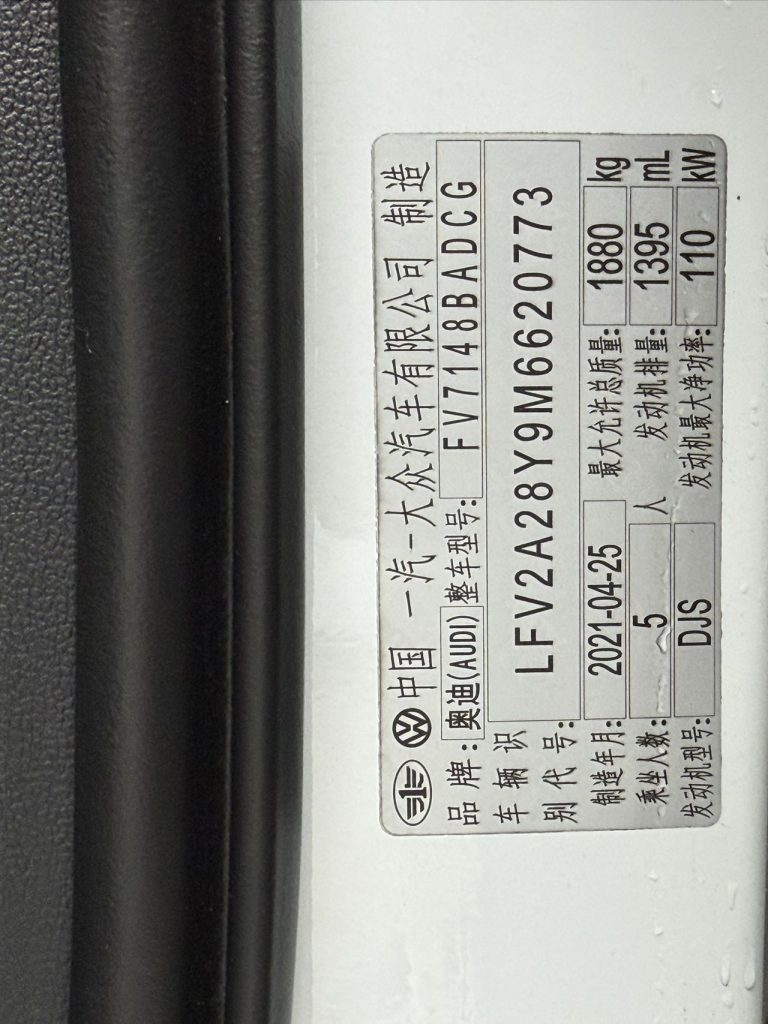 中国 一汽-大众汽车有限公司 制造
品牌: 奥迪(AUDI) 整车型号: FV7148BADCG
车辆识别代号: LFV2A28Y9M6620773
制造年月: 2021-04-25 最大允许总质量: 1880 kg
乘坐人数: 5 人 发动机排量: 1395 mL
发动机型号: DJS 发动机最大净功率: 110 kW